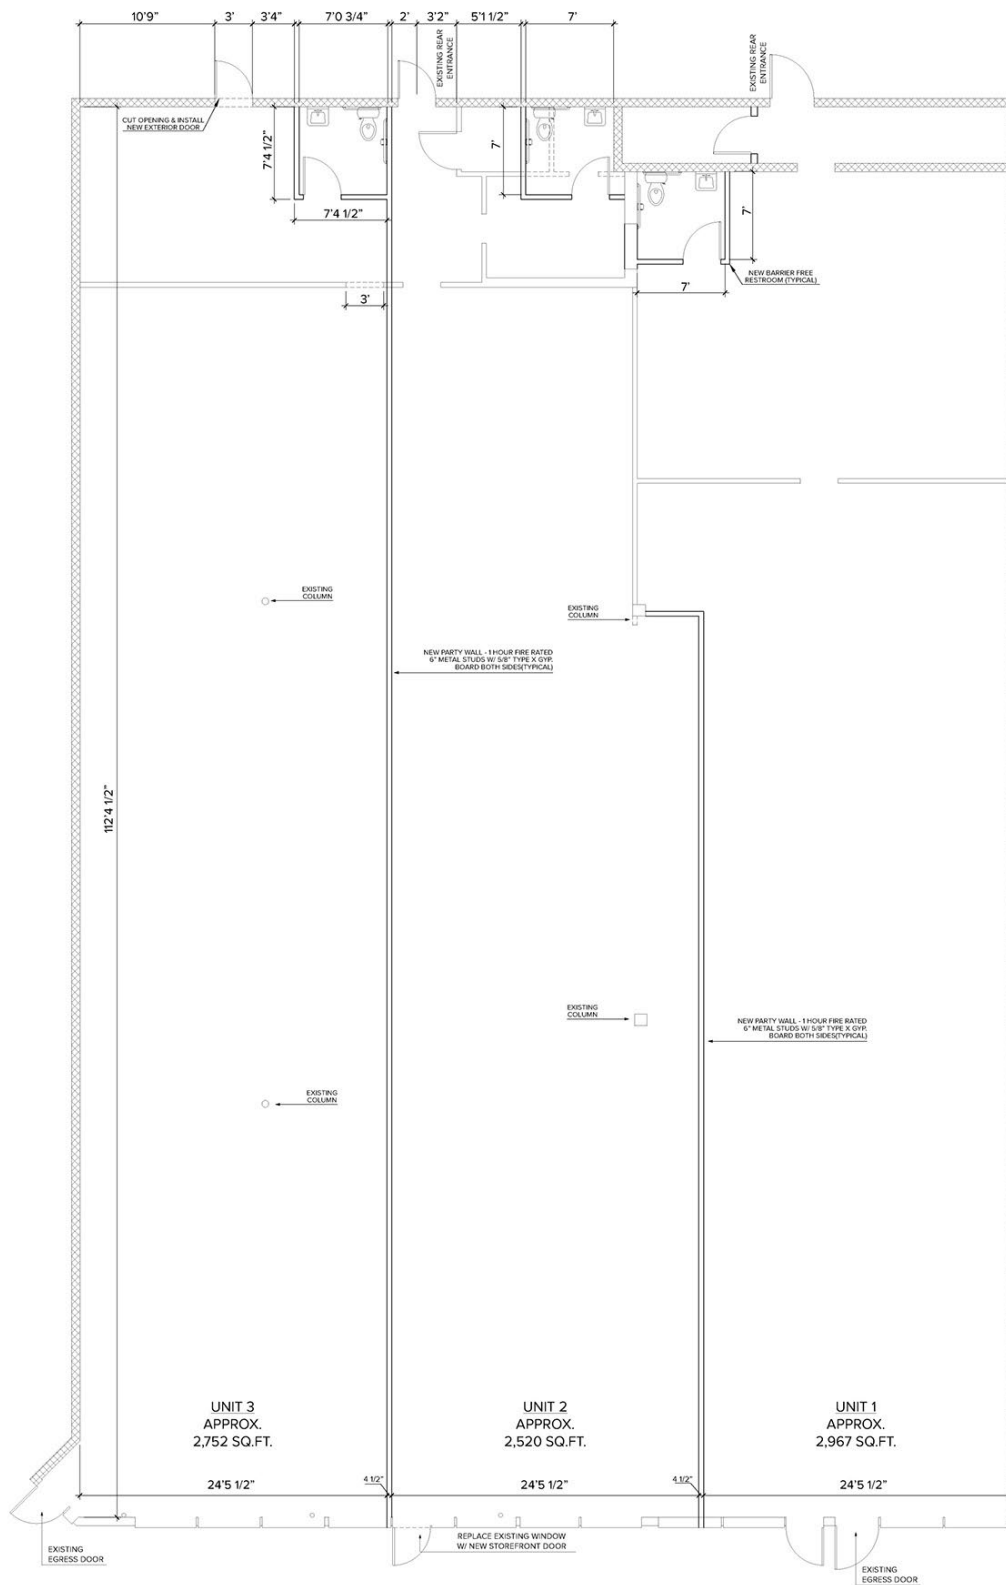 10'9"
3'
3'4"
7'0 3/4"
2'
3'2"
5'1 1/2"
7'
EXISTING REAR
ENTRANCE
EXISTING REAR
ENTRANCE
CUT OPENING & INSTALL
NEW EXTERIOR DOOR
7'4 1/2"
7'
7'
7'4 1/2"
NEW BARRIER FREE
RESTROOM (TYPICAL)
7'
3'
EXISTING
COLUMN
EXISTING
COLUMN
NEW PARTY WALL - 1 HOUR FIRE RATED
6" METAL STUDS W/ 5/8" TYPE X GYP.
BOARD BOTH SIDES(TYPICAL)
112'4 1/2"
EXISTING
COLUMN
NEW PARTY WALL - 1 HOUR FIRE RATED
6" METAL STUDS W/ 5/8" TYPE X GYP.
BOARD BOTH SIDES(TYPICAL)
EXISTING
COLUMN
UNIT 3
APPROX.
2,752 SQ.FT.
UNIT 2
APPROX.
2,520 SQ.FT.
UNIT 1
APPROX.
2,967 SQ.FT.
24'5 1/2"
4 1/2"
24'5 1/2"
4 1/2"
24'5 1/2"
EXISTING
EGRESS DOOR
REPLACE EXISTING WINDOW
W/ NEW STOREFRONT DOOR
EXISTING
EGRESS DOOR